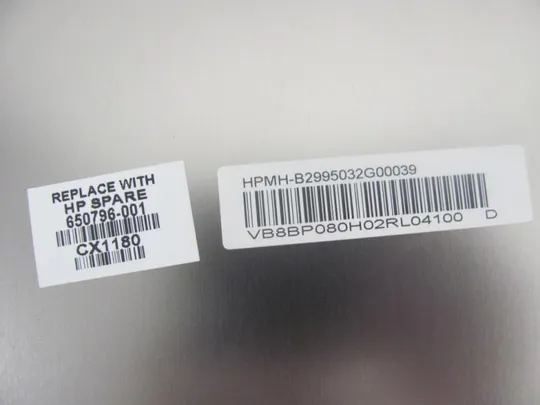 REPLACE WITH
HP SPARE
650796-001
CX1180
HPMH-B2995032G00039
VB8BP080H02RL04100 D